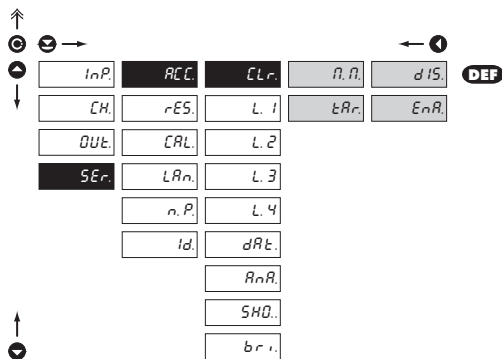 InP. ACC. CLr. M.M. dIS. DEF
CH. rES. L. 1 tAr. EnA.
OUt. CAL. L. 2
SEr. LAn. L. 3
n. P. L. 4
Id. dAt.
AnA.
SHO..
bri.